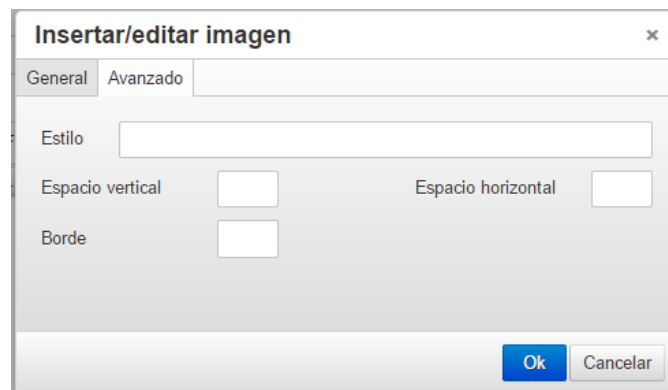 Insertar/editar imagen ×
General Avanzado
Estilo
Espacio vertical Espacio horizontal
Borde
Ok Cancelar